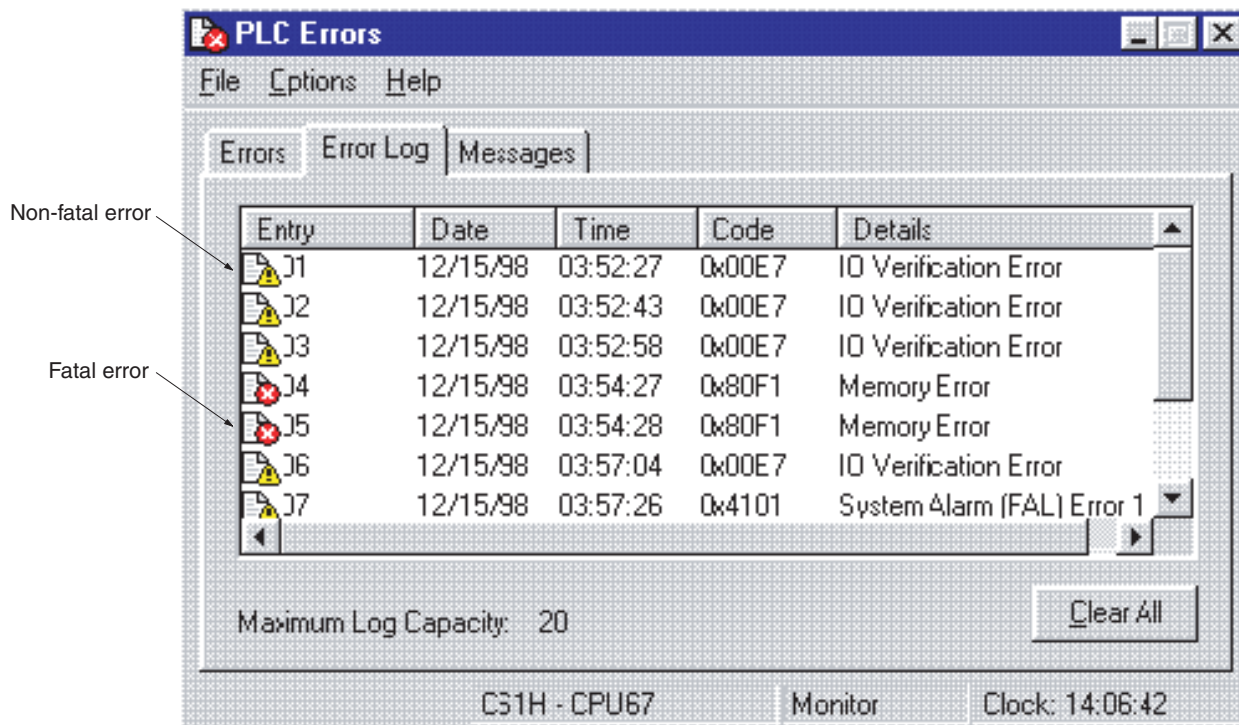 PLC Errors
File Options Help
Errors Error Log Messages
Non-fatal error
Entry Date Time Code Details
01 12/15/98 03:52:27 0x00E7 IO Verification Error
02 12/15/98 03:52:43 0x00E7 IO Verification Error
03 12/15/98 03:52:58 0x00E7 IO Verification Error
Fatal error
04 12/15/98 03:54:27 0x80F1 Memory Error
05 12/15/98 03:54:28 0x80F1 Memory Error
06 12/15/98 03:57:04 0x00E7 IO Verification Error
07 12/15/98 03:57:26 0x4101 System Alarm (FAL) Error 1
Maximum Log Capacity: 20
Clear All
CS1H - CPU67 Monitor Clock: 14:06:42